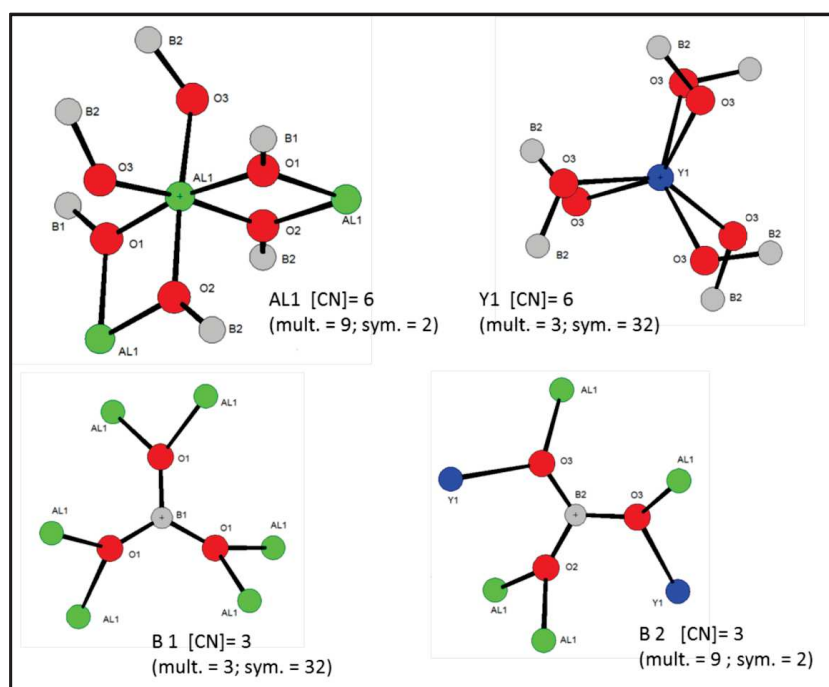 B2
B2
O3
B1
AL1
O1
O3
B1
O1
O2
AL1
B2
O2
B2
AL1
AL1 [CN]= 6
(mult. = 9; sym. = 2)
B2
O3
O3
B2
O3
Y1
O3
O3
B2
O3
B2
B2
Y1 [CN]= 6
(mult. = 3; sym. = 32)
AL1
AL1
O1
B1
AL1
O1
AL1
O1
AL1
AL1
B 1 [CN]= 3
(mult. = 3; sym. = 32)
AL1
O3
AL1
Y1
B2
O3
O2
AL1
Y1
AL1
B 2 [CN]= 3
(mult. = 9 ; sym. = 2)